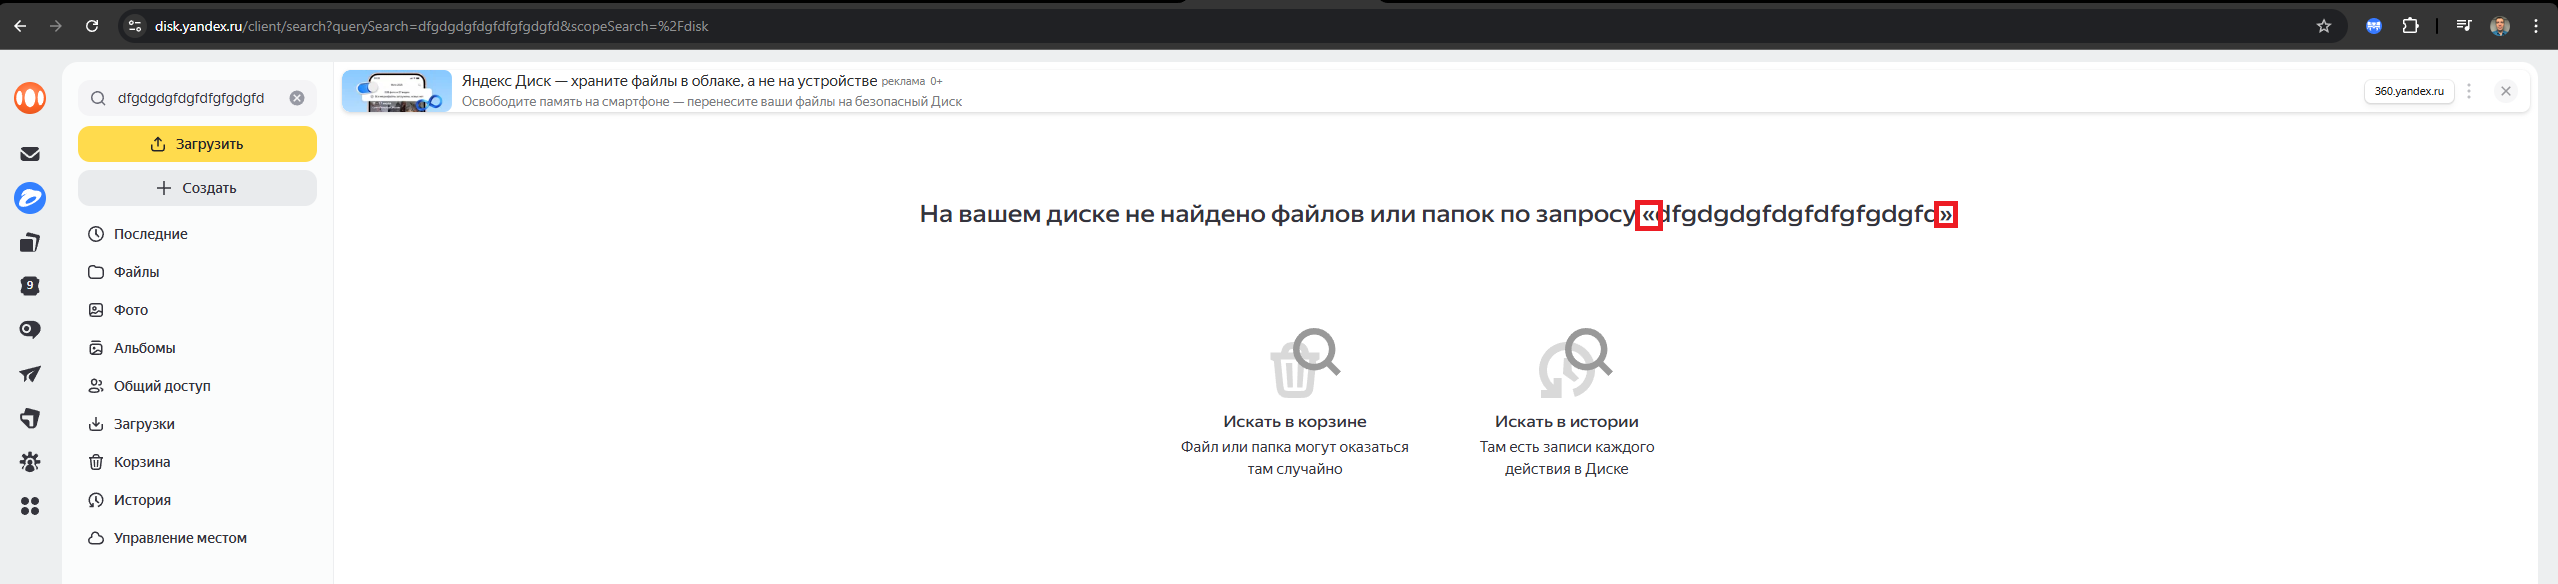 disk.yandex.ru/client/search?querySearch=dfgdgdgfdgfdfgfgdgfd&scopeSearch=%2Fdisk
dfgdgdgfdgfdfgfgdgfd
Загрузить
Создать
Последние
Файлы
Фото
Альбомы
Общий доступ
Загрузки
Корзина
История
Управление местом
9
Яндекс Диск — храните файлы в облаке, а не на устройстве реклама 0+
Освободите память на смартфоне — перенесите ваши файлы на безопасный Диск
360.yandex.ru
На вашем диске не найдено файлов или папок по запросу «dfgdgdgfdgfdfgfgdgfd»
Искать в корзине
Файл или папка могут оказаться
там случайно
Искать в истории
Там есть записи каждого
действия в Диске